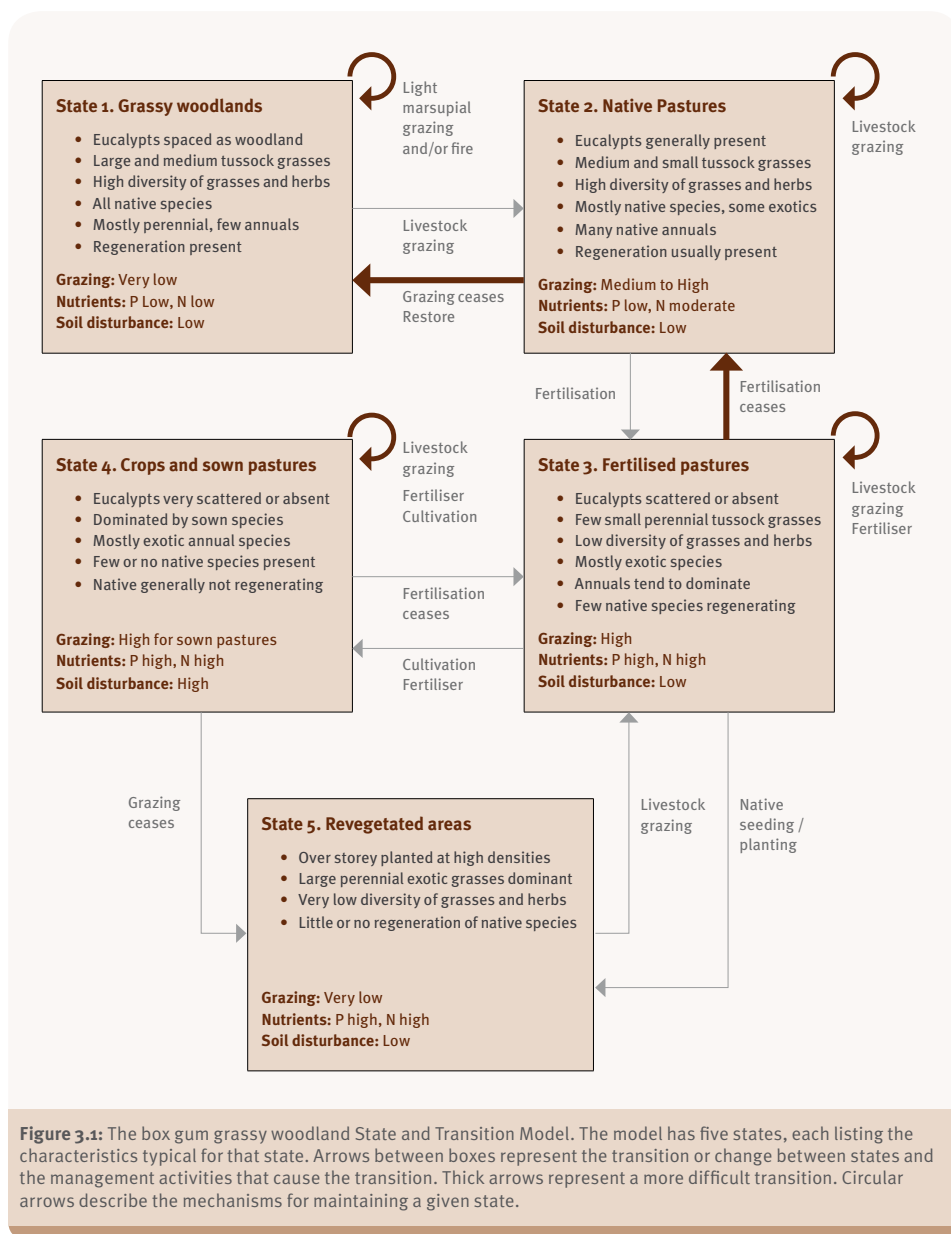 State 1. Grassy woodlands
• Eucalypts spaced as woodland
• Large and medium tussock grasses
• High diversity of grasses and herbs
• All native species
• Mostly perennial, few annuals
• Regeneration present
Grazing: Very low
Nutrients: P Low, N low
Soil disturbance: Low
Light
marsupial
grazing
and/or fire
Livestock
grazing
Grazing ceases
Restore
State 2. Native Pastures
• Eucalypts generally present
• Medium and small tussock grasses
• High diversity of grasses and herbs
• Mostly native species, some exotics
• Many native annuals
• Regeneration usually present
Grazing: Medium to High
Nutrients: P low, N moderate
Soil disturbance: Low
Livestock
grazing
Fertilisation
Fertilisation
ceases
State 4. Crops and sown pastures
• Eucalypts very scattered or absent
• Dominated by sown species
• Mostly exotic annual species
• Few or no native species present
• Native generally not regenerating
Grazing: High for sown pastures
Nutrients: P high, N high
Soil disturbance: High
Livestock
grazing
Fertiliser
Cultivation
Fertilisation
ceases
Cultivation
Fertiliser
State 3. Fertilised pastures
• Eucalypts scattered or absent
• Few small perennial tussock grasses
• Low diversity of grasses and herbs
• Mostly exotic species
• Annuals tend to dominate
• Few native species regenerating
Grazing: High
Nutrients: P high, N high
Soil disturbance: Low
Livestock
grazing
Fertiliser
Grazing
ceases
State 5. Revegetated areas
• Over storey planted at high densities
• Large perennial exotic grasses dominant
• Very low diversity of grasses and herbs
• Little or no regeneration of native species
Grazing: Very low
Nutrients: P high, N high
Soil disturbance: Low
Livestock
grazing
Native
seeding /
planting
Figure 3.1: The box gum grassy woodland State and Transition Model. The model has five states, each listing the
characteristics typical for that state. Arrows between boxes represent the transition or change between states and
the management activities that cause the transition. Thick arrows represent a more difficult transition. Circular
arrows describe the mechanisms for maintaining a given state.